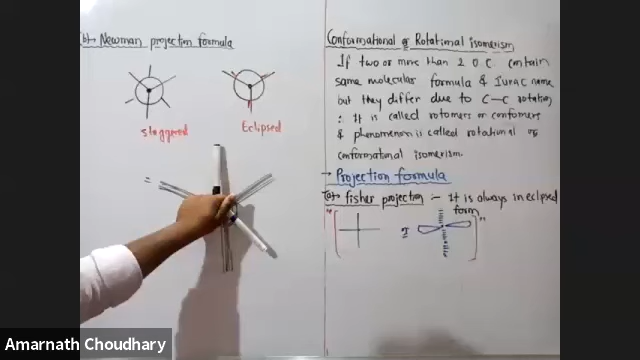 (b)→ Newman projection formula
Staggered
Eclipsed
=
Conformational or Rotational isomerism
If two or more than 2 O.C. contain
same molecular formula & IUPAC name
but they differ due to C–C rotation
∴ It is called rotomers or confomers
& phenomenon is called rotational or
conformational isomerism.
→ Projection formula
(a)→ fisher projection :- It is always in eclipsed
form
Amarnath Choudhary